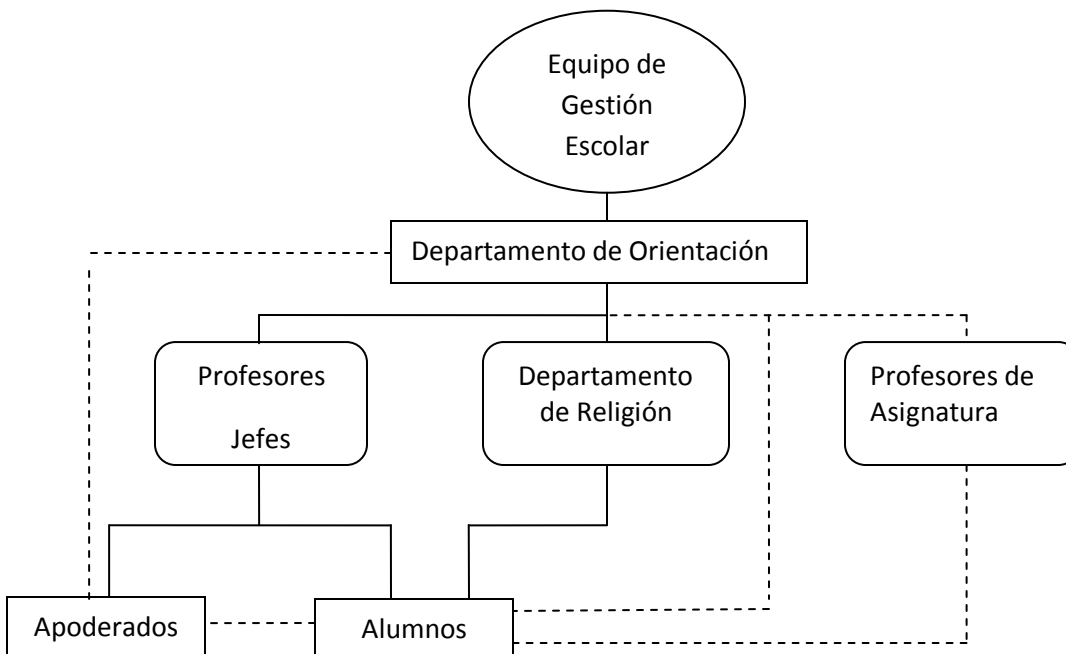 Equipo de
Gestión
Escolar
Departamento de Orientación
Profesores
Jefes
Departamento
de Religión
Profesores de
Asignatura
Apoderados
Alumnos